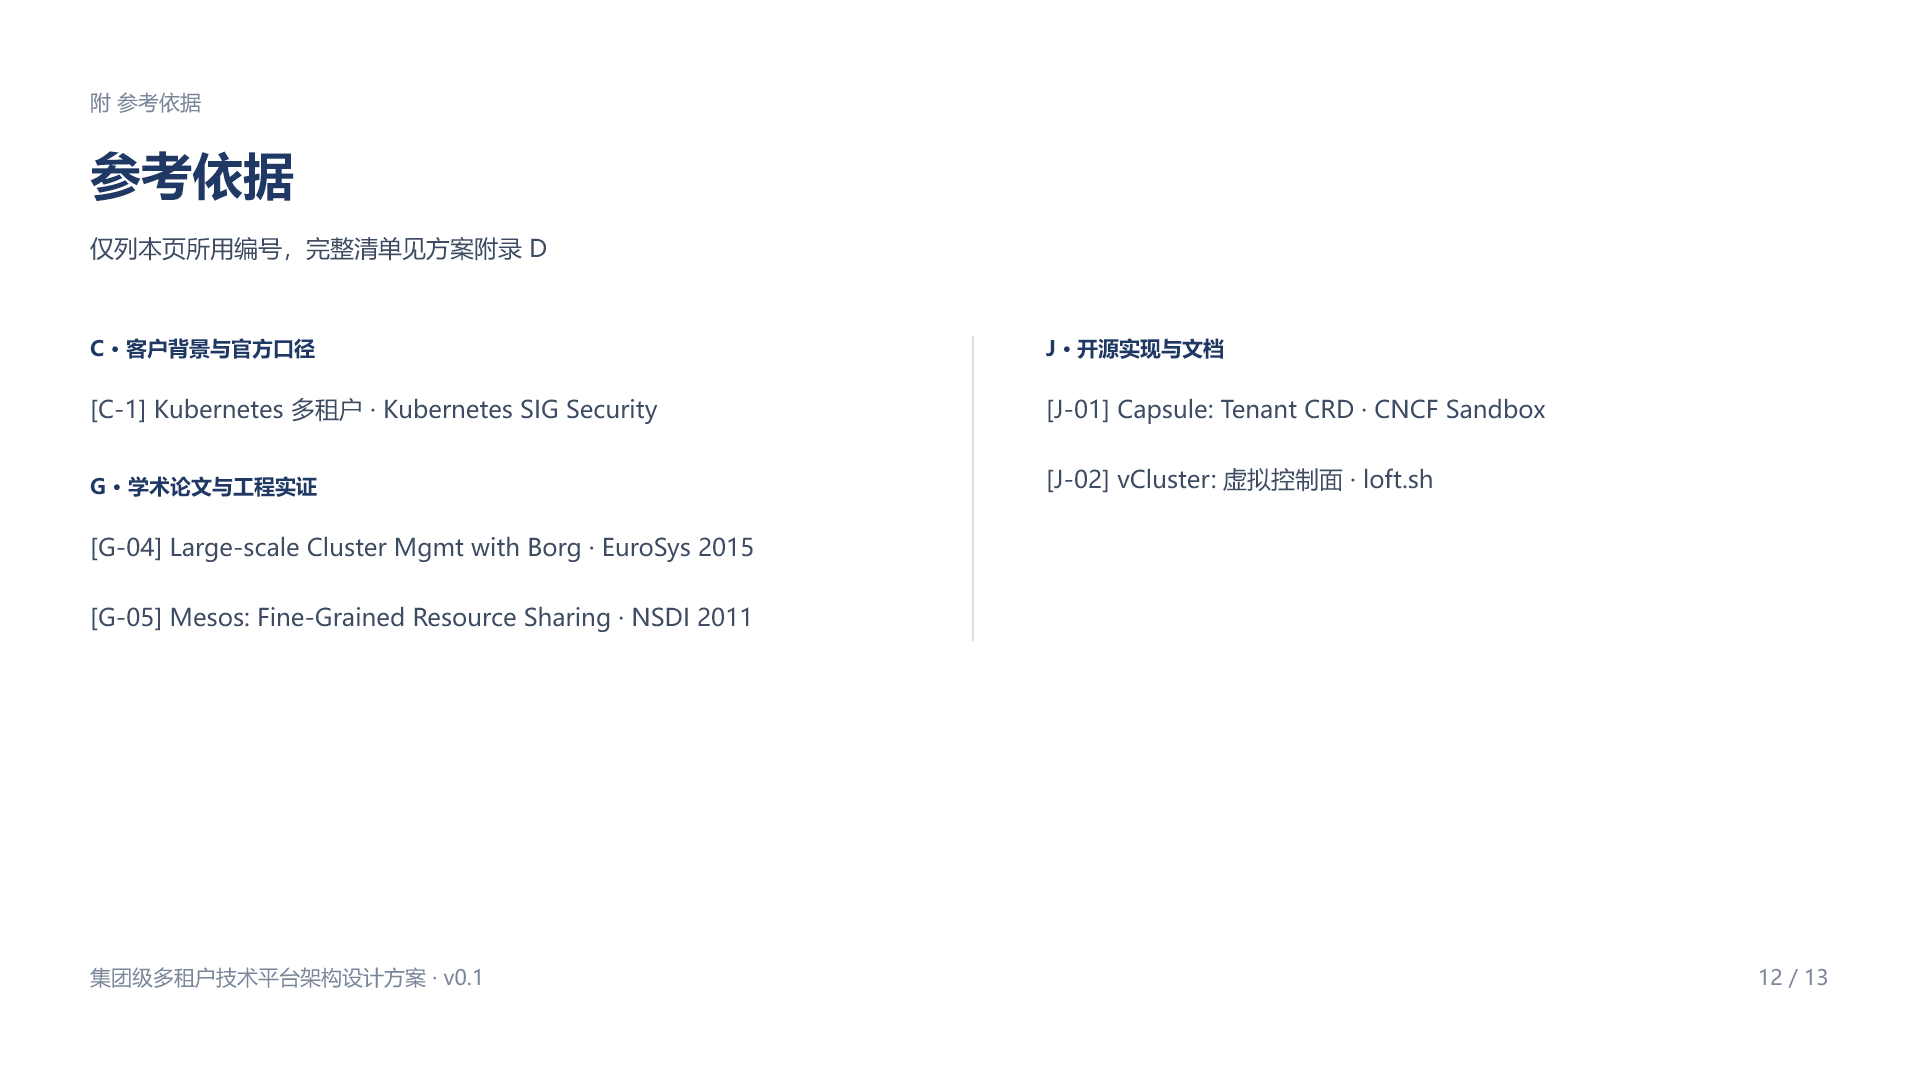 附 参考依据
参考依据
仅列本页所用编号，完整清单见方案附录 D
C · 客户背景与官方口径
[C-1] Kubernetes 多租户 · Kubernetes SIG Security
G · 学术论文与工程实证
[G-04] Large-scale Cluster Mgmt with Borg · EuroSys 2015
[G-05] Mesos: Fine-Grained Resource Sharing · NSDI 2011
J · 开源实现与文档
[J-01] Capsule: Tenant CRD · CNCF Sandbox
[J-02] vCluster: 虚拟控制面 · loft.sh
集团级多租户技术平台架构设计方案 · v0.1
12 / 13